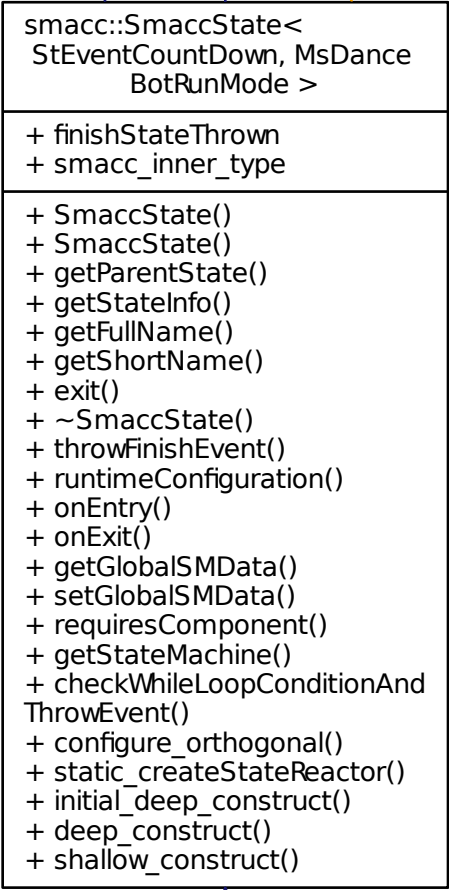 smacc::SmaccState<
StEventCountDown, MsDance
BotRunMode >
+ finishStateThrown
+ smacc_inner_type
+ SmaccState()
+ SmaccState()
+ getParentState()
+ getStateInfo()
+ getFullName()
+ getShortName()
+ exit()
+ ~SmaccState()
+ throwFinishEvent()
+ runtimeConfiguration()
+ onEntry()
+ onExit()
+ getGlobalSMData()
+ setGlobalSMData()
+ requiresComponent()
+ getStateMachine()
+ checkWhileLoopConditionAnd
ThrowEvent()
+ configure_orthogonal()
+ static_createStateReactor()
+ initial_deep_construct()
+ deep_construct()
+ shallow_construct()